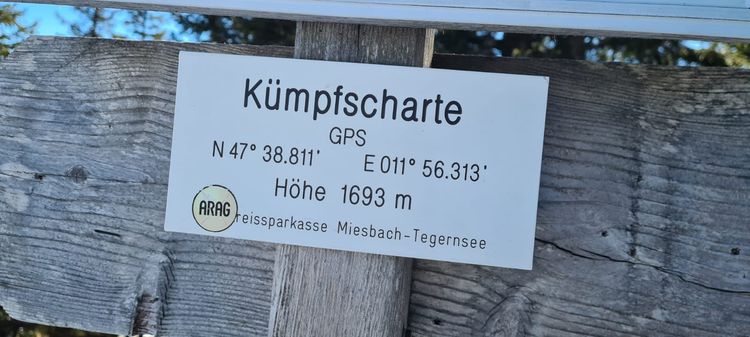 Kümpfscharte
GPS
N 47° 38.811' E 011° 56.313'
Höhe 1693 m
ARAG
reissparkasse Miesbach-Tegernsee